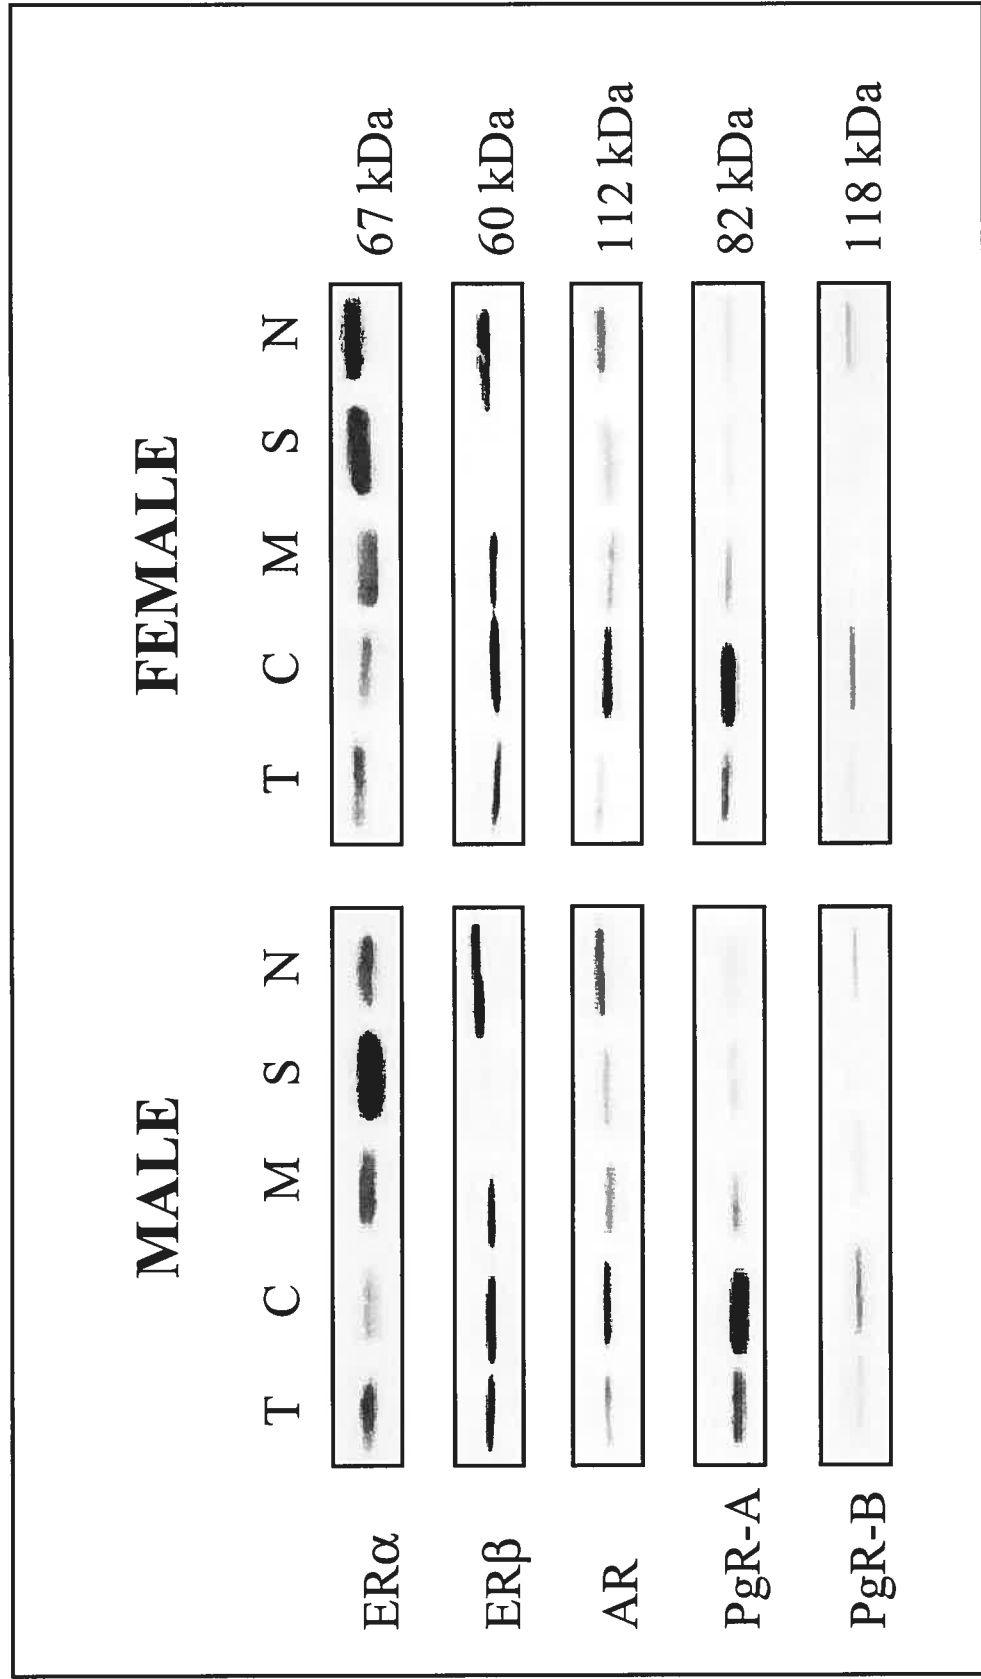 MALE FEMALE
T C M S N T C M S N
ERα 67 kDa
ERβ 60 kDa
AR 112 kDa
PgR-A 82 kDa
PgR-B 118 kDa